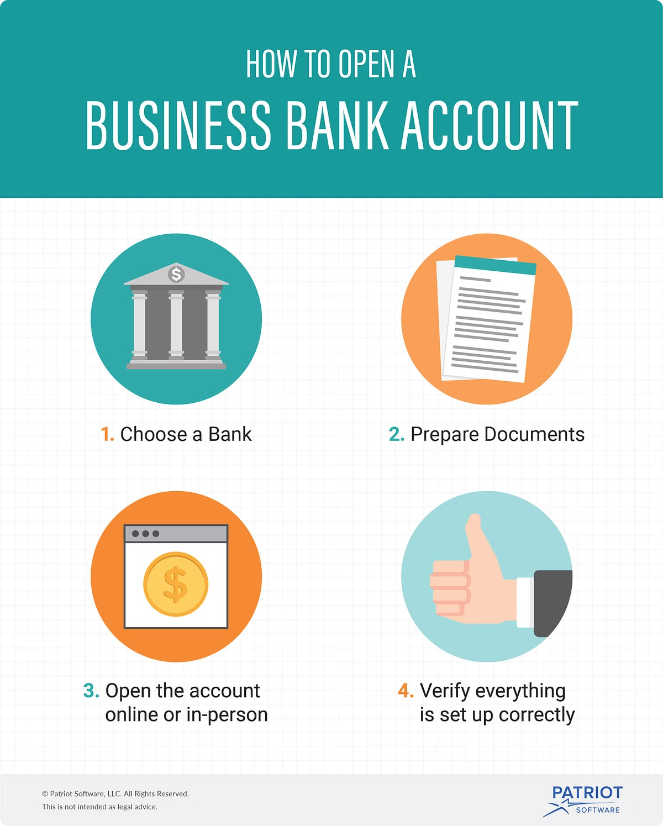 HOW TO OPEN A
BUSINESS BANK ACCOUNT
$
1. Choose a Bank
2. Prepare Documents
$
3. Open the account
online or in-person
4. Verify everything
is set up correctly
© Patriot Software, LLC. All Rights Reserved.
This is not intended as legal advice.
PATRIOT
SOFTWARE